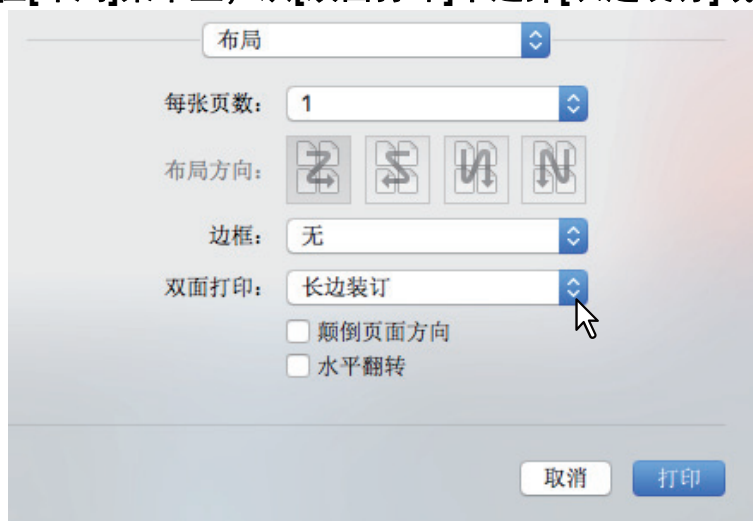 布局
每张页数： 1
布局方向：
边框： 无
双面打印： 长边装订
颠倒页面方向
水平翻转
取消 打印